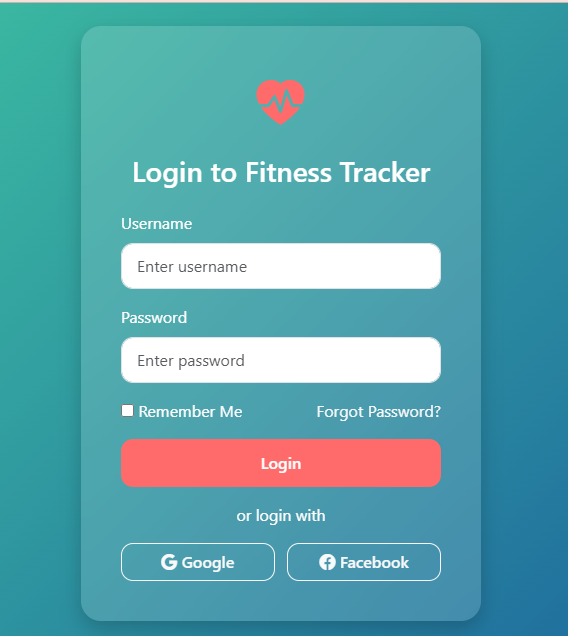 Login to Fitness Tracker
Username
Enter username
Password
Enter password
Remember Me Forgot Password?
Login
or login with
Google Facebook